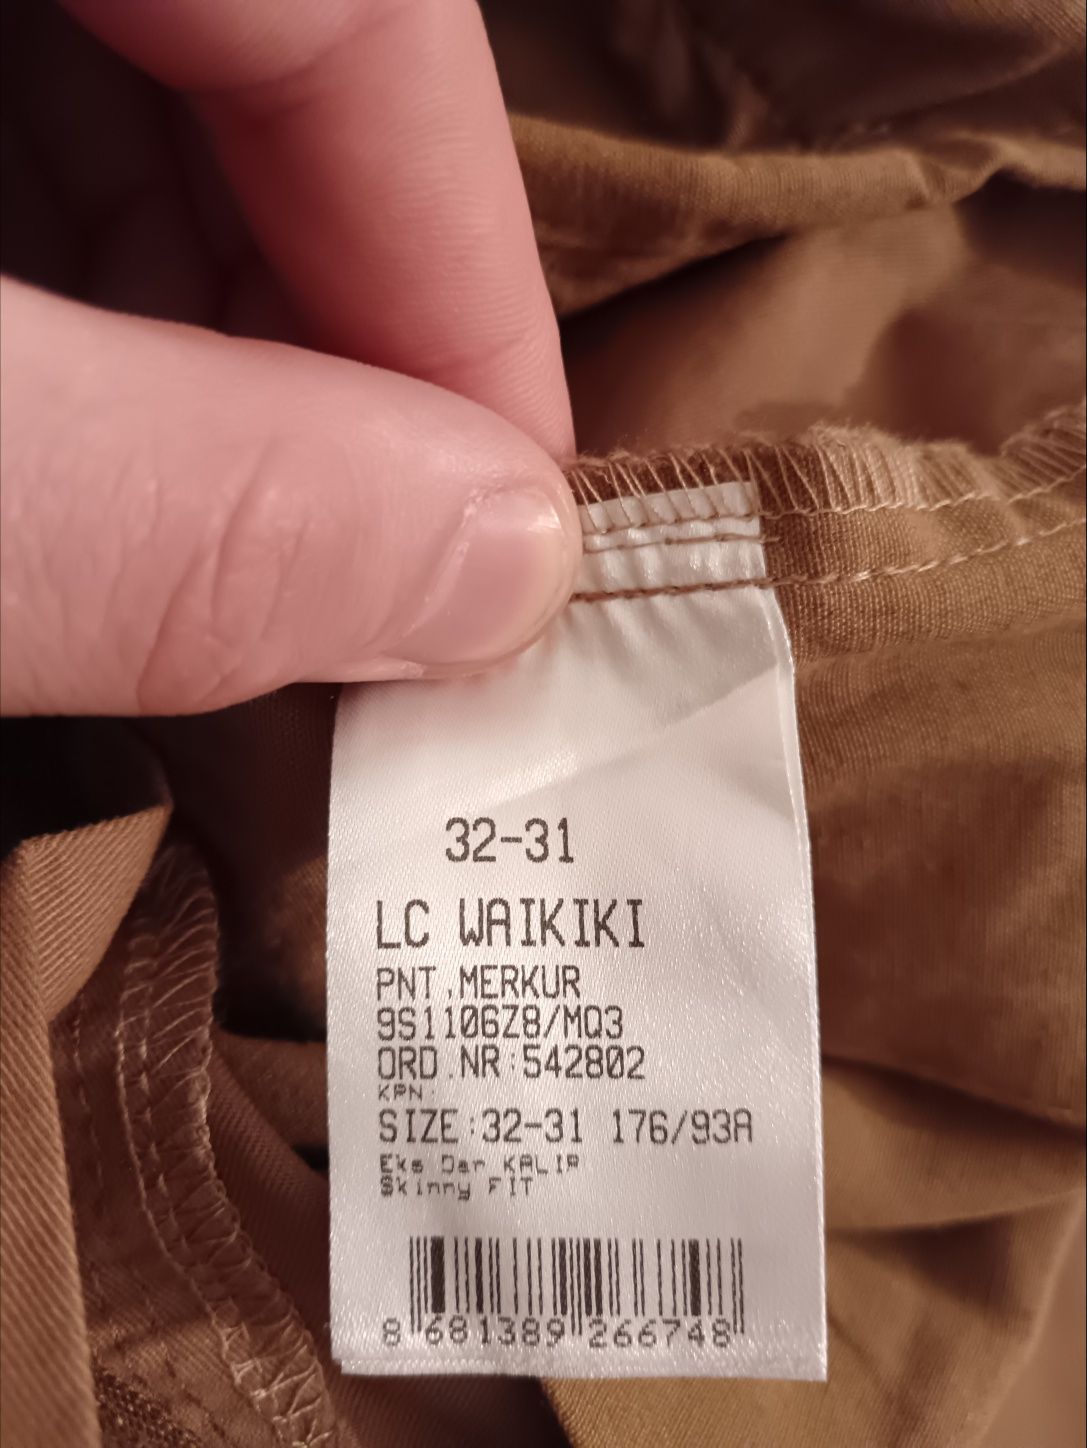 32-31
LC WAIKIKI
PNT.MERKUR
9S1106Z8/MQ3
ORD.NR:542802
KPN:
SIZE:32-31 176/93A
Eks Dar KALIP
Skinny FIT
8 681389 266748